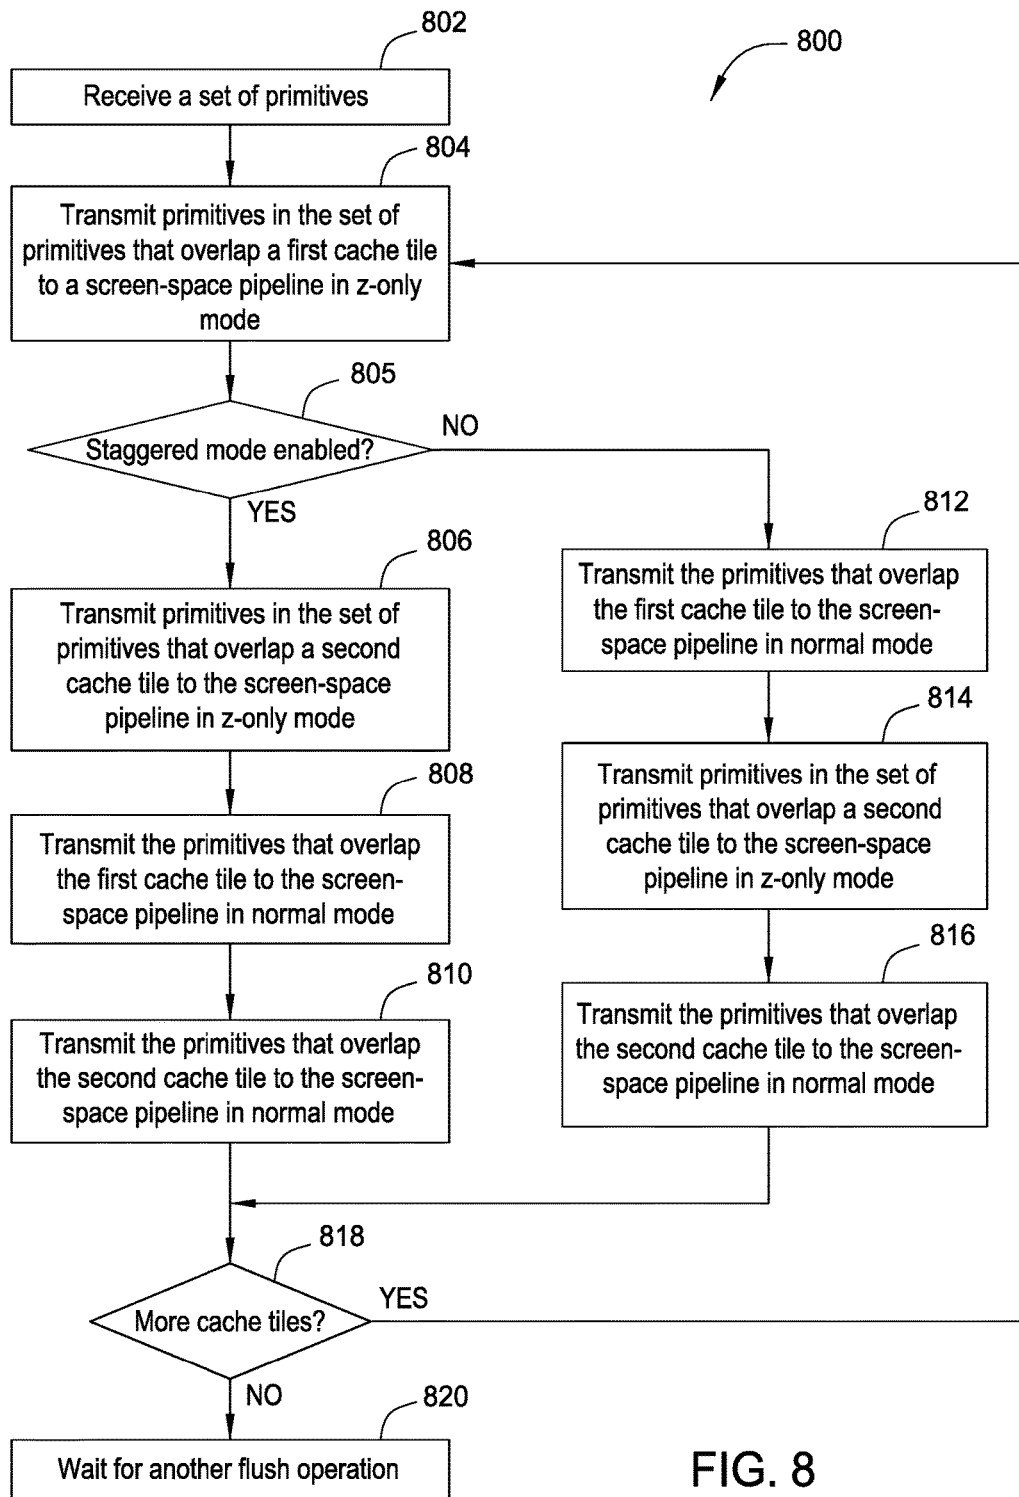 802
800
Receive a set of primitives
804
Transmit primitives in the set of
primitives that overlap a first cache tile
to a screen-space pipeline in z-only
mode
805
Staggered mode enabled?
NO
YES
806
Transmit primitives in the set of
primitives that overlap a second
cache tile to the screen-space
pipeline in z-only mode
812
Transmit the primitives that overlap
the first cache tile to the screen-
space pipeline in normal mode
808
Transmit the primitives that overlap
the first cache tile to the screen-
space pipeline in normal mode
814
Transmit primitives in the set of
primitives that overlap a second
cache tile to the screen-space
pipeline in z-only mode
810
Transmit the primitives that overlap
the second cache tile to the screen-
space pipeline in normal mode
816
Transmit the primitives that overlap
the second cache tile to the screen-
space pipeline in normal mode
818
More cache tiles?
YES
NO
820
Wait for another flush operation
FIG. 8